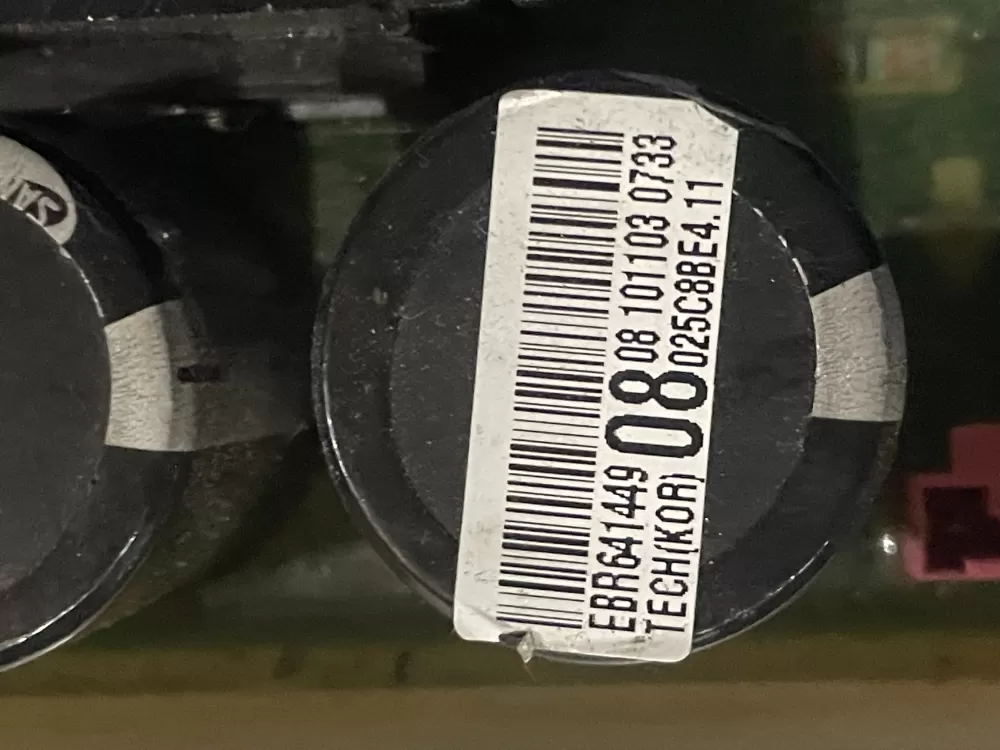 EBR641449 08 08 101103 0733
TECH(KOR) 025C8BE4.11